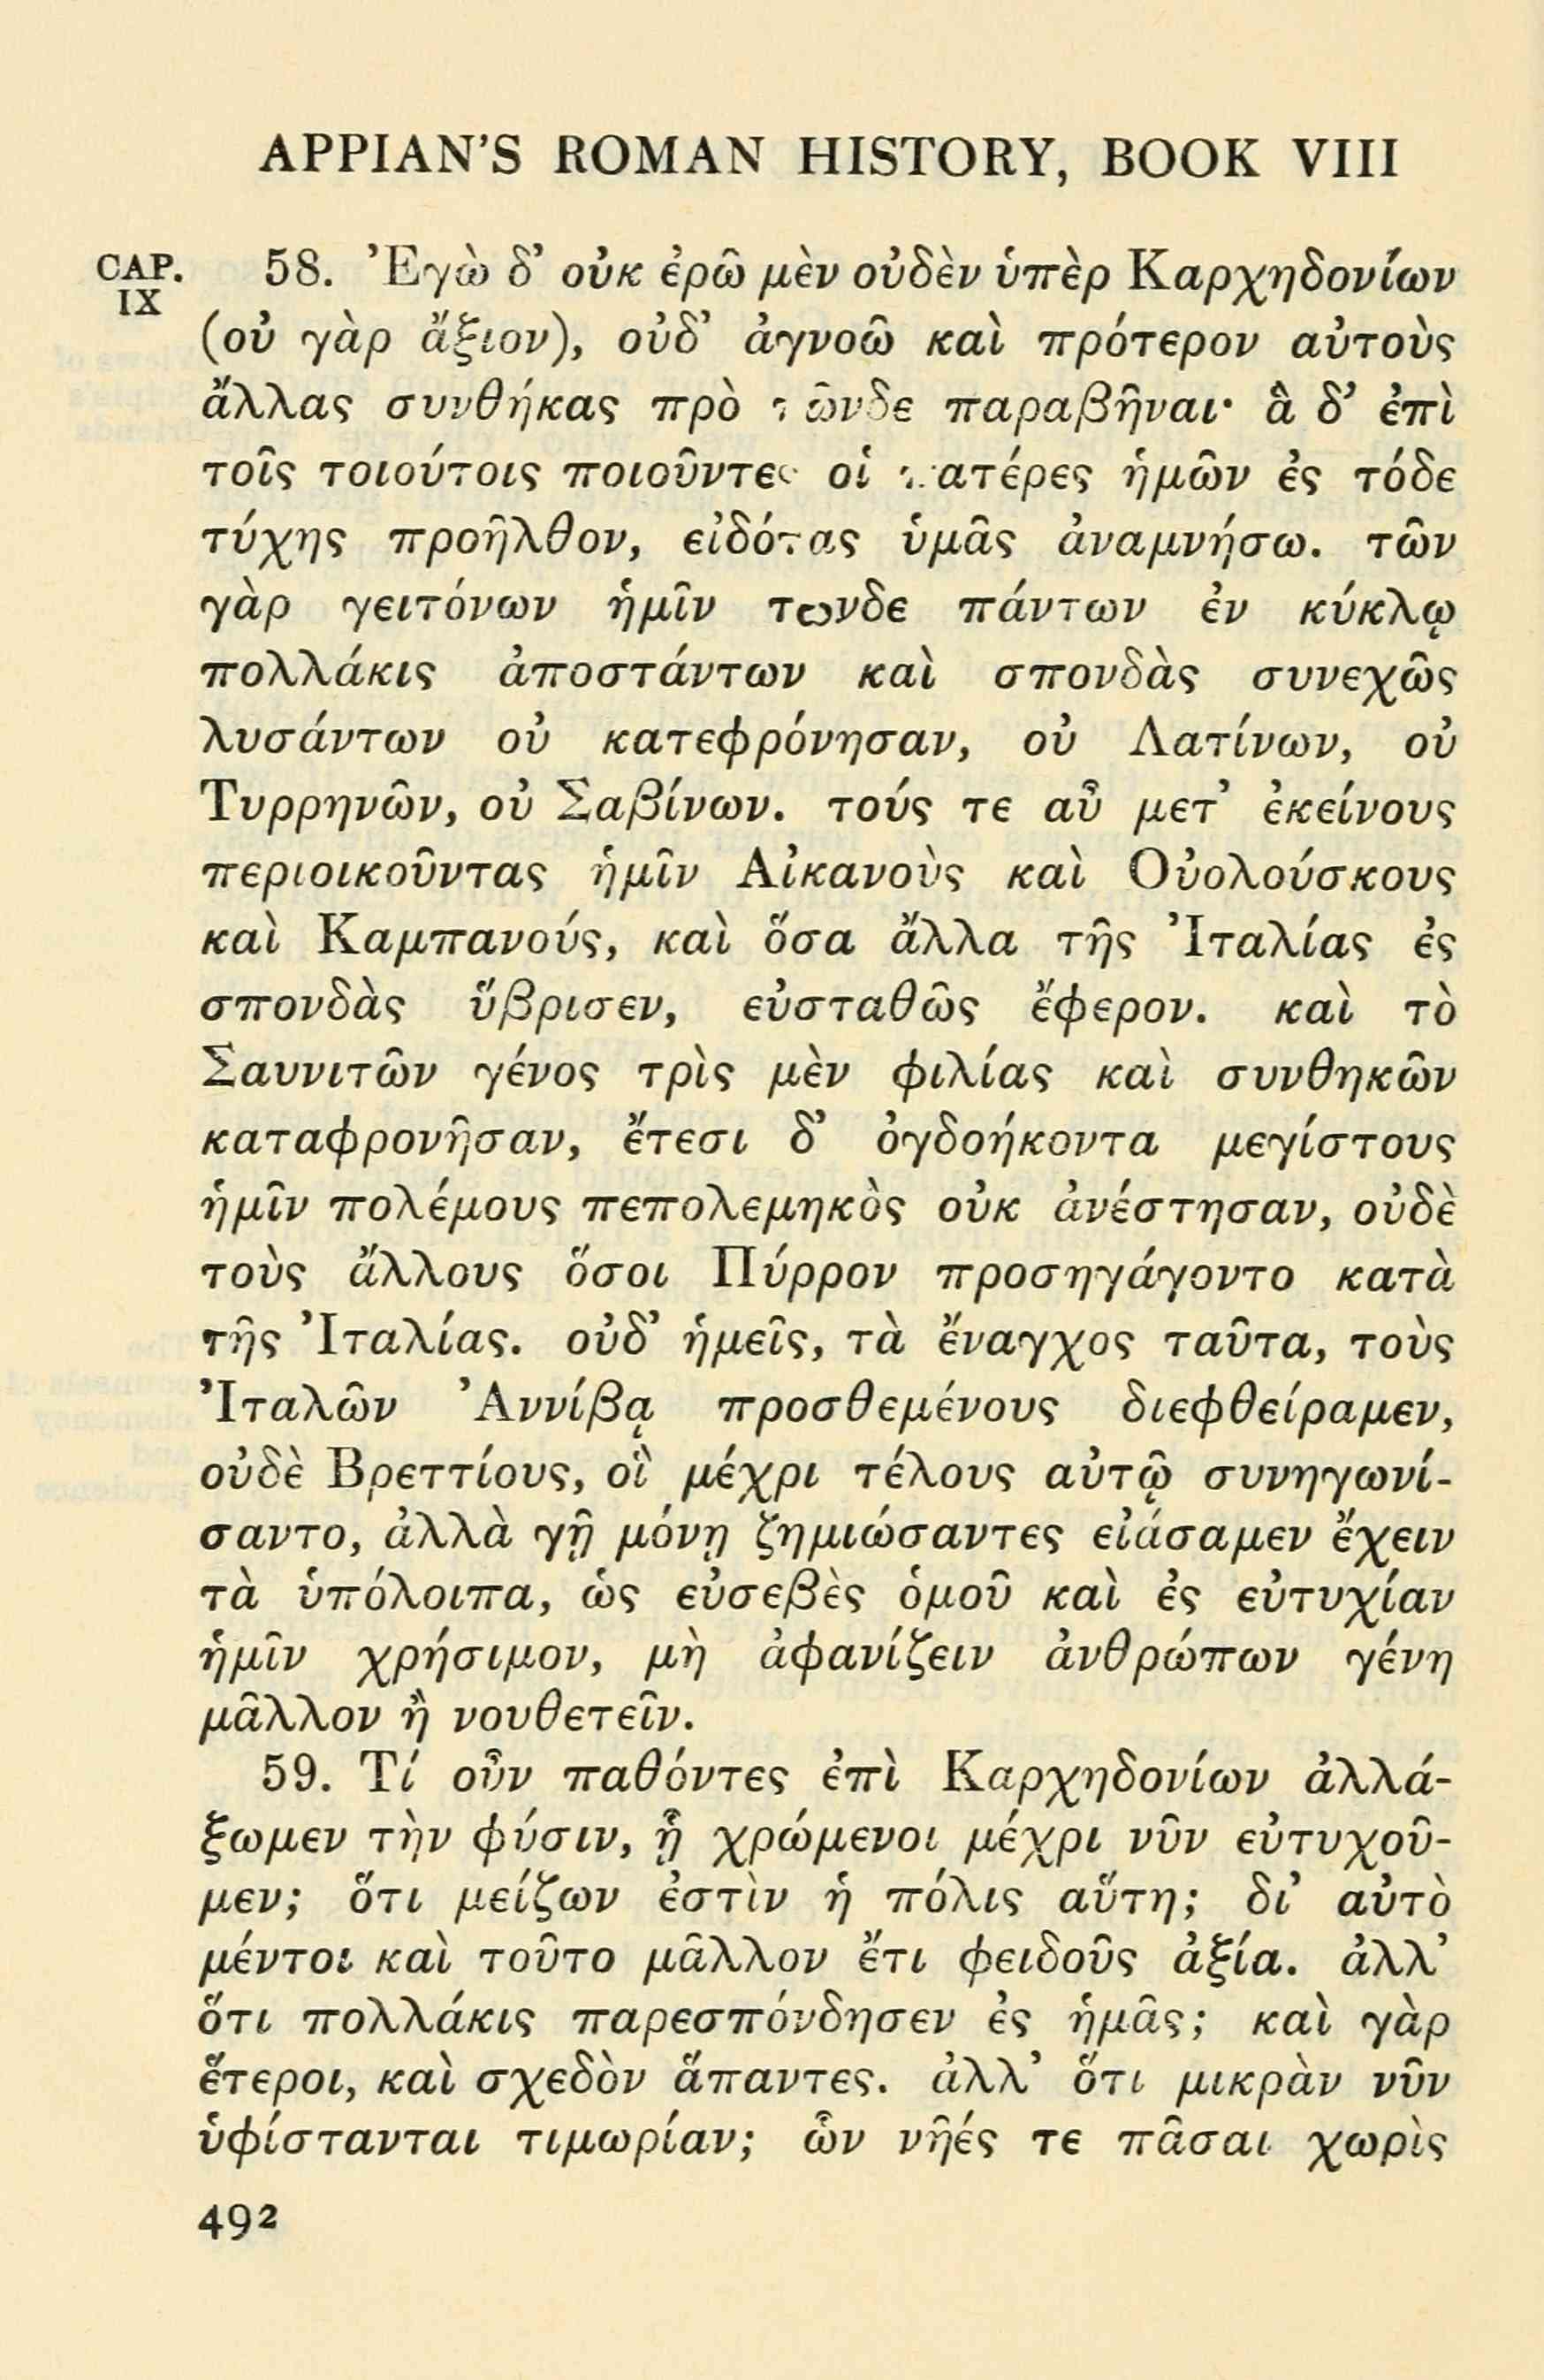 APPIAN'S ROMAN HISTORY, BOOK VIII
CAP. IX
58. Ἐγὼ δ' οὐκ ἐρῶ μὲν οὐδὲν ὑπὲρ Καρχηδονίων
(οὐ γὰρ ἄξιον), οὐδ' ἀγνοῶ καὶ πρότερον αὐτοὺς
ἄλλας συνθήκας πρὸ τῶνδε παραβῆναι· ἃ δ' ἐπὶ
τοῖς τοιούτοις ποιοῦντες οἱ πατέρες ἡμῶν ἐς τόδε
τύχης προῆλθον, εἰδότας ὑμᾶς ἀναμνήσω. τῶν
γὰρ γειτόνων ἡμῖν τωνδε πάντων ἐν κύκλῳ
πολλάκις ἀποστάντων καὶ σπονδὰς συνεχῶς
λυσάντων οὐ κατεφρόνησαν, οὐ Λατίνων, οὐ
Τυρρηνῶν, οὐ Σαβίνων. τούς τε αὖ μετ' ἐκείνους
περιοικοῦντας ἡμῖν Αἰκανοὺς καὶ Οὐολούσκους
καὶ Καμπανούς, καὶ ὅσα ἄλλα τῆς Ἰταλίας ἐς
σπονδὰς ὕβρισεν, εὐσταθῶς ἔφερον. καὶ τὸ
Σαυνιτῶν γένος τρὶς μὲν φιλίας καὶ συνθηκῶν
καταφρονῆσαν, ἔτεσι δ' ὀγδοήκοντα μεγίστους
ἡμῖν πολέμους πεπολεμηκὸς οὐκ ἀνέστησαν, οὐδὲ
τοὺς ἄλλους ὅσοι Πύρρον προσηγάγοντο κατὰ
τῆς Ἰταλίας. οὐδ' ἡμεῖς, τὰ ἔναγχος ταῦτα, τοὺς
Ἰταλῶν Ἀννίβᾳ προσθεμένους διεφθείραμεν,
οὐδὲ Βρεττίους, οἳ μέχρι τέλους αὐτῷ συνηγωνί-
σαντο, ἀλλὰ γῇ μόνῃ ζημιώσαντες εἰάσαμεν ἔχειν
τὰ ὑπόλοιπα, ὡς εὐσεβὲς ὁμοῦ καὶ ἐς εὐτυχίαν
ἡμῖν χρήσιμον, μὴ ἀφανίζειν ἀνθρώπων γένη
μᾶλλον ἢ νουθετεῖν.
59. Τί οὖν παθόντες ἐπὶ Καρχηδονίων ἀλλά-
ξωμεν τὴν φύσιν, ᾗ χρώμενοι μέχρι νῦν εὐτυχοῦ-
μεν; ὅτι μείζων ἐστὶν ἡ πόλις αὕτη; δι' αὐτὸ
μέντοι καὶ τοῦτο μᾶλλον ἔτι φειδοῦς ἀξία. ἀλλ'
ὅτι πολλάκις παρεσπόνδησεν ἐς ἡμᾶς; καὶ γὰρ
ἕτεροι, καὶ σχεδὸν ἅπαντες. ἀλλ' ὅτι μικρὰν νῦν
ὑφίστανται τιμωρίαν; ὧν νῆές τε πᾶσαι χωρὶς
492